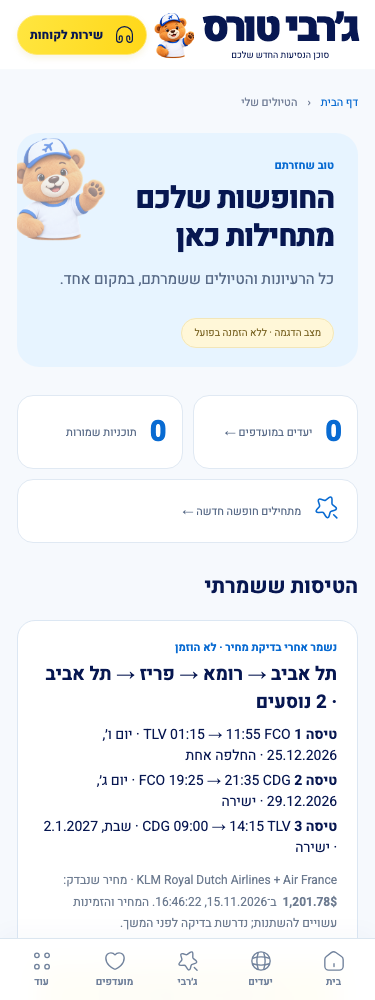 ג'רבי טורס
סוכן הנסיעות החדש שלכם
שירות לקוחות
דף הבית › הטיולים שלי
טוב שחזרתם
החופשות שלכם
מתחילות כאן
כל הרעיונות והטיולים ששמרתם, במקום אחד.
מצב הדגמה · ללא הזמנה בפועל
0 יעדים במועדפים ←
0 תוכניות שמורות
מתחילים חופשה חדשה ←
הטיסות ששמרתי
נשמר אחרי בדיקת מחיר · לא הוזמן
תל אביב → רומא → פריז → תל אביב
· 2 נוסעים
טיסה 1 TLV 01:15 → 11:55 FCO · יום ו׳,
25.12.2026 · החלפה אחת
טיסה 2 FCO 19:25 → 21:35 CDG · יום ג׳,
29.12.2026 · ישירה
טיסה 3 CDG 09:00 → 14:15 TLV · שבת, 2.1.2027
· ישירה
KLM Royal Dutch Airlines + Air France · מחיר שנבדק:
1,201.78$ ב־15.11.2026, 16:46:22. המחיר והזמינות
עשויים להשתנות; נדרשת בדיקה לפני המשך.
בית
יעדים
ג'רבי
מועדפים
עוד